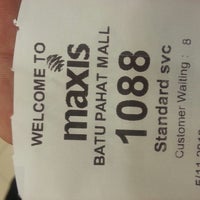 WELCOME TO
maxis
BATU PAHAT MALL
1088
Standard svc
Customer Waiting : 8